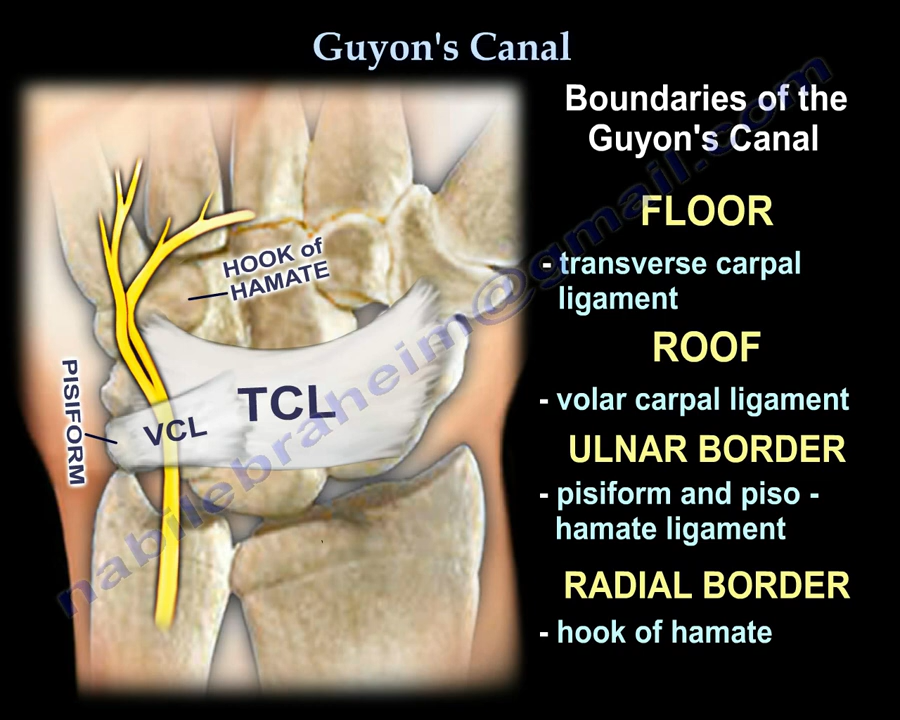 Guyon's Canal
Boundaries of the
Guyon's Canal
FLOOR
- transverse carpal
ligament
ROOF
- volar carpal ligament
ULNAR BORDER
- pisiform and piso -
hamate ligament
RADIAL BORDER
- hook of hamate
HOOK of
HAMATE
PISIFORM
VCL
TCL
nabilebraheim@gmail.com